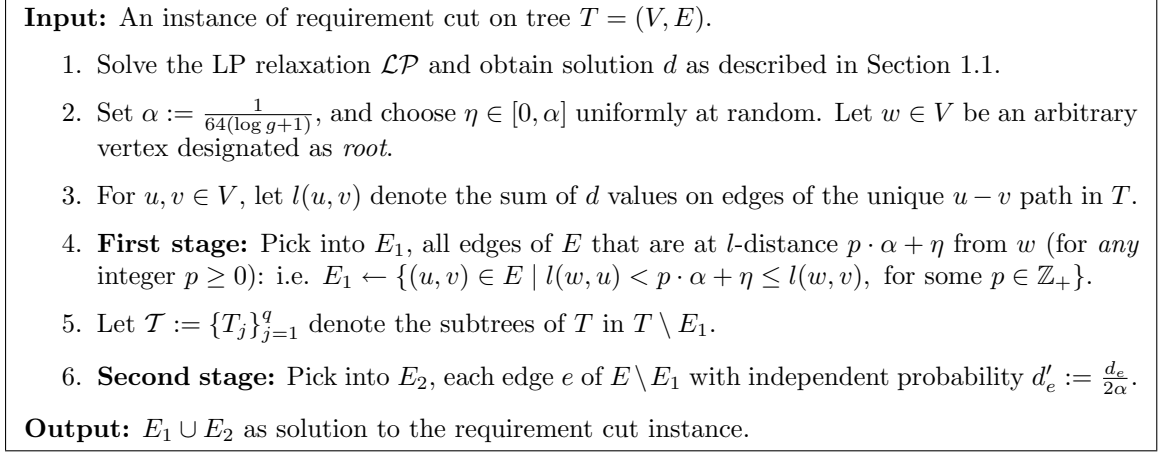 Input: An instance of requirement cut on tree T = (V, E).
1. Solve the LP relaxation 𝓛𝓟 and obtain solution d as described in Section 1.1.
2. Set α := 1/(64(log g+1)), and choose η ∈ [0, α] uniformly at random. Let w ∈ V be an arbitrary
vertex designated as root.
3. For u, v ∈ V, let l(u, v) denote the sum of d values on edges of the unique u − v path in T.
4. First stage: Pick into E₁, all edges of E that are at l-distance p · α + η from w (for any
integer p ≥ 0): i.e. E₁ ← {(u, v) ∈ E | l(w, u) < p · α + η ≤ l(w, v), for some p ∈ ℤ₊}.
5. Let 𝒯 := {Tⱼ}ⱼ₌₁^q denote the subtrees of T in T \ E₁.
6. Second stage: Pick into E₂, each edge e of E\E₁ with independent probability d′ₑ := dₑ/(2α).
Output: E₁ ∪ E₂ as solution to the requirement cut instance.